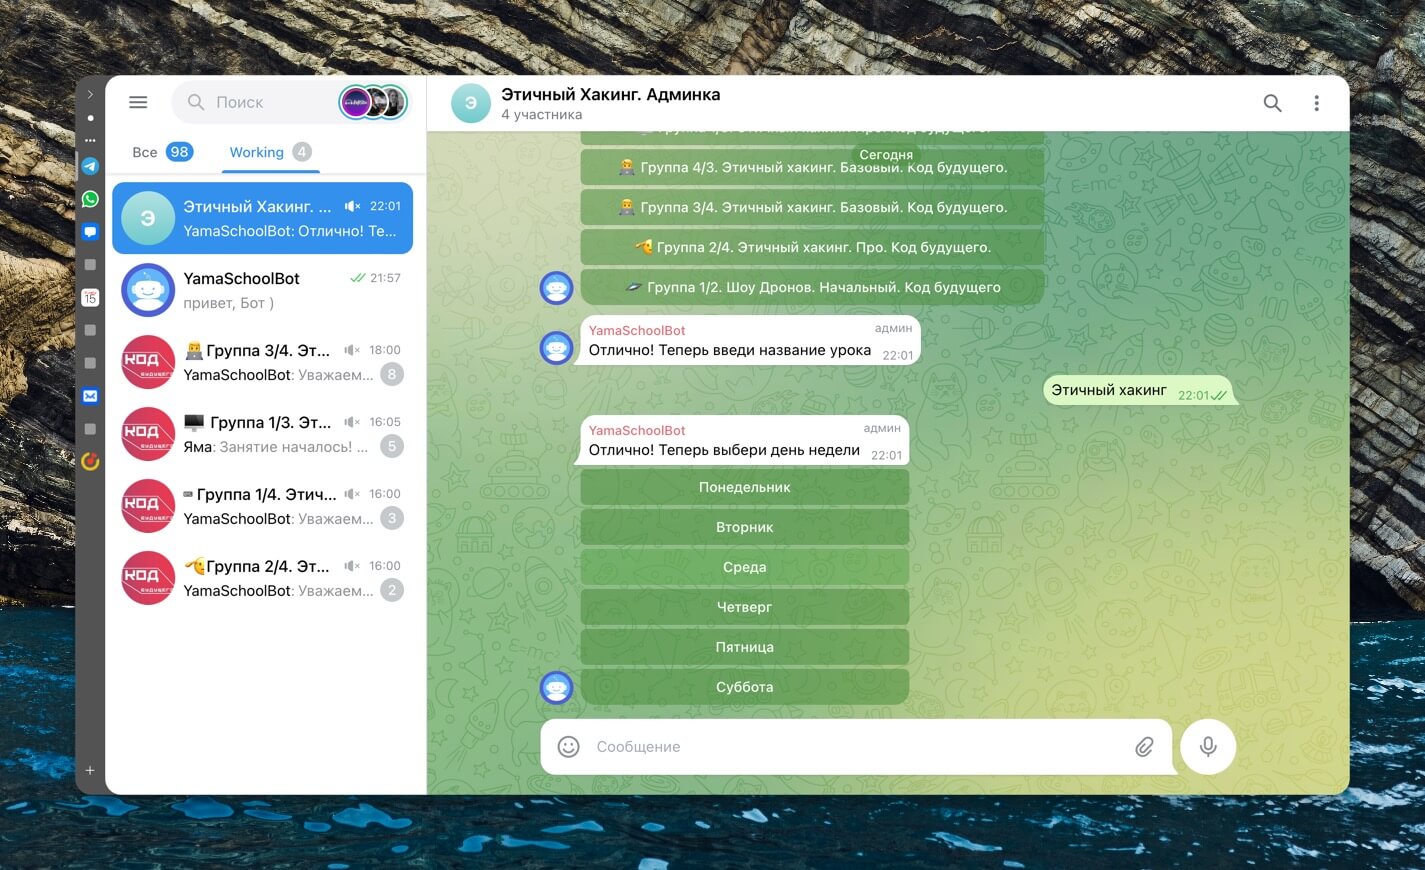 Поиск
Все 98
Working 4
Этичный Хакинг. ... 22:01
YamaSchoolBot: Отлично! Те...
YamaSchoolBot 21:57
привет, Бот )
Группа 3/4. Эт... 18:00
YamaSchoolBot: Уважаем... 8
Группа 1/3. Эт... 16:05
Яма: Занятие началось! ... 5
Группа 1/4. Этич... 16:00
YamaSchoolBot: Уважаем... 3
Группа 2/4. Эт... 16:00
YamaSchoolBot: Уважаем... 2
КОД БУДУЩЕГО
КОД БУДУЩЕГО
КОД БУДУЩЕГО
КОД БУДУЩЕГО
15
Э
Э
Этичный Хакинг. Админка
4 участника
Сегодня
Группа 4/3. Этичный хакинг. Базовый. Код будущего.
Группа 3/4. Этичный хакинг. Базовый. Код будущего.
Группа 2/4. Этичный хакинг. Про. Код будущего.
Группа 1/2. Шоу Дронов. Начальный. Код будущего
YamaSchoolBot админ
Отлично! Теперь введи название урока 22:01
Этичный хакинг 22:01
YamaSchoolBot админ
Отлично! Теперь выбери день недели 22:01
Понедельник
Вторник
Среда
Четверг
Пятница
Суббота
Сообщение